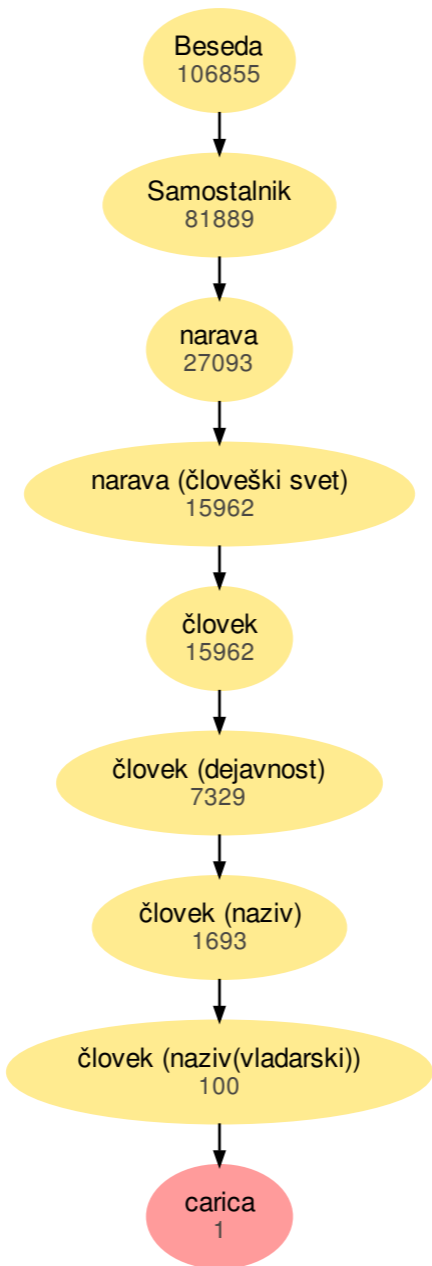 Beseda
106855
Samostalnik
81889
narava
27093
narava (človeški svet)
15962
človek
15962
človek (dejavnost)
7329
človek (naziv)
1693
človek (naziv(vladarski))
100
carica
1